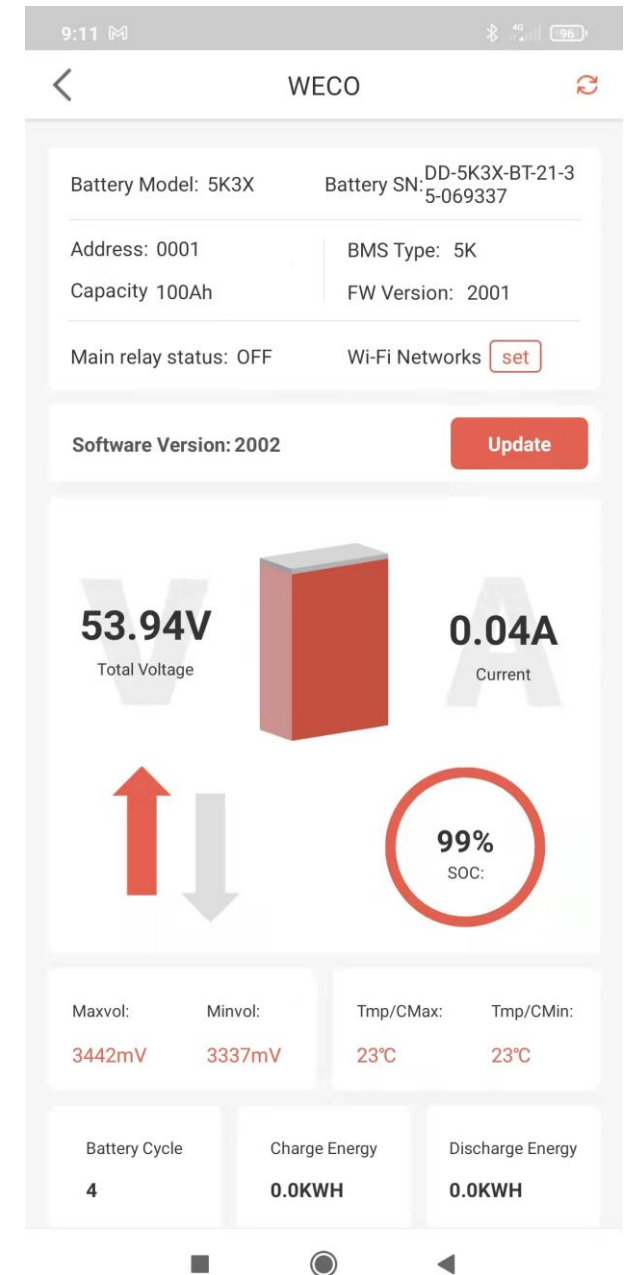 9:11
4G
96
WECO
Battery Model: 5K3X
Battery SN:DD-5K3X-BT-21-3
5-069337
Address: 0001
BMS Type: 5K
Capacity 100Ah
FW Version: 2001
Main relay status: OFF
Wi-Fi Networks set
Software Version: 2002
Update
V
A
53.94V
0.04A
Total Voltage
Current
99%
SOC:
Maxvol: Minvol:
Tmp/CMax: Tmp/CMin:
3442mV 3337mV
23℃ 23℃
Battery Cycle
Charge Energy
Discharge Energy
4
0.0KWH
0.0KWH